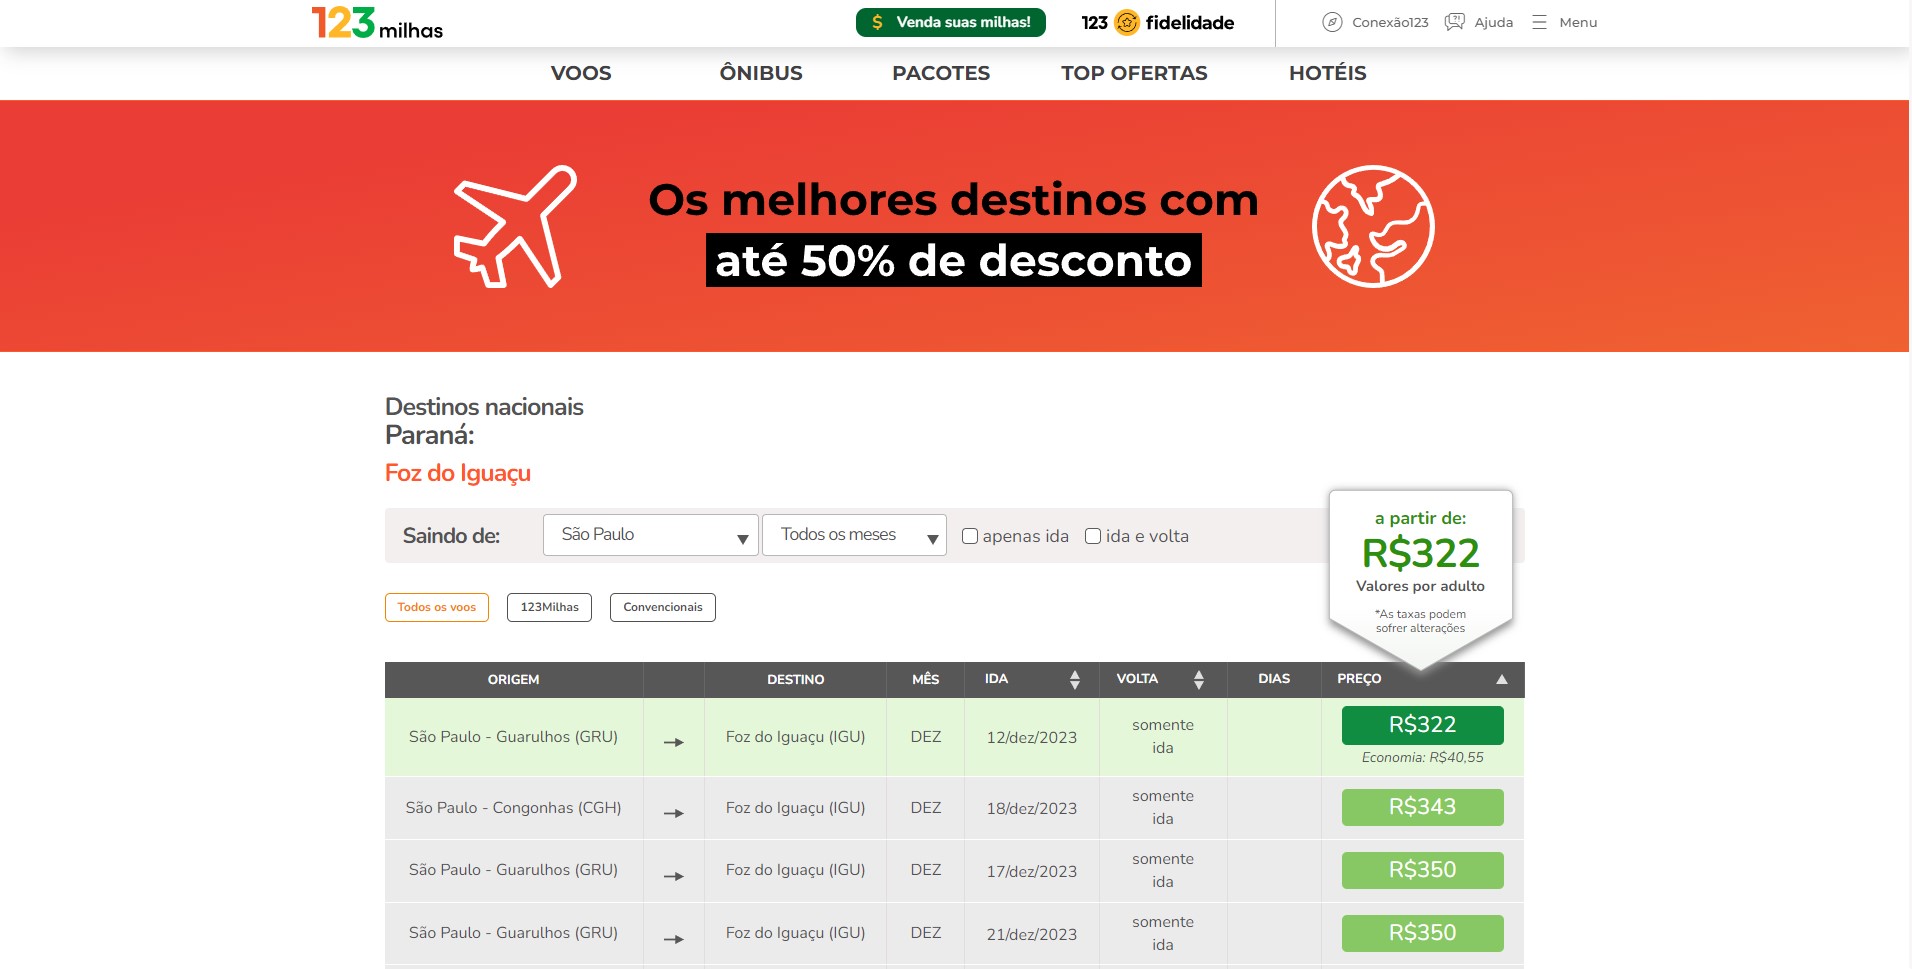 123 milhas
$ Venda suas milhas!
123 fidelidade
Conexão123
Ajuda
Menu
VOOS
ÔNIBUS
PACOTES
TOP OFERTAS
HOTÉIS
Os melhores destinos com
até 50% de desconto
Destinos nacionais
Paraná:
Foz do Iguaçu
Saindo de:
São Paulo
Todos os meses
apenas ida
ida e volta
a partir de:
R$322
Valores por adulto
*As taxas podem
sofrer alterações
Todos os voos
123Milhas
Convencionais
ORIGEM DESTINO MÊS IDA VOLTA DIAS PREÇO
São Paulo - Guarulhos (GRU) → Foz do Iguaçu (IGU) DEZ 12/dez/2023 somente R$322
ida Economia: R$40,55
São Paulo - Congonhas (CGH) → Foz do Iguaçu (IGU) DEZ 18/dez/2023 somente R$343
ida
São Paulo - Guarulhos (GRU) → Foz do Iguaçu (IGU) DEZ 17/dez/2023 somente R$350
ida
São Paulo - Guarulhos (GRU) → Foz do Iguaçu (IGU) DEZ 21/dez/2023 somente R$350
ida